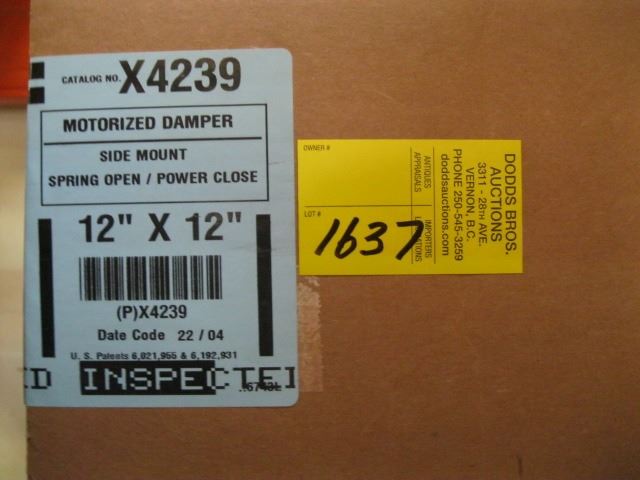 CATALOG NO. X4239
MOTORIZED DAMPER
SIDE MOUNT
SPRING OPEN / POWER CLOSE
12" X 12"
(P)X4239
Date Code 22 / 04
U. S. Patents 6,021,955 & 6,192,931
ED INSPECTED
OWNER #
LOT #
1637
ANTIQUES
APPRAISALS
IMPORTERS
DODDS BROS.
AUCTIONS
3311 - 28TH AVE.
VERNON, B.C.
PHONE 250-545-3259
doddsauctions.com